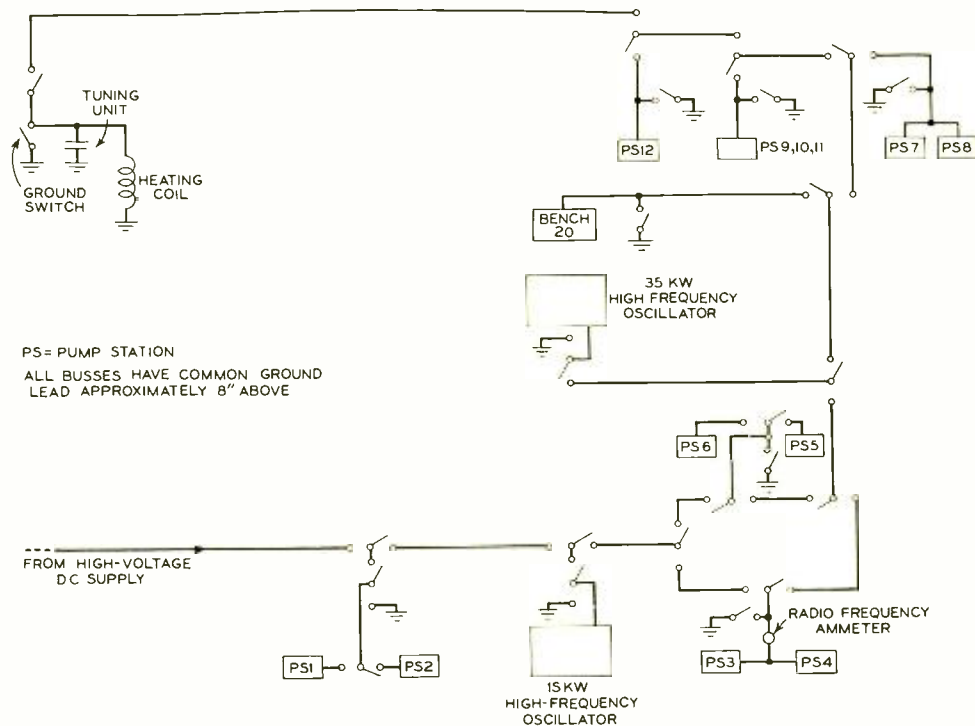 TUNING
UNIT
GROUND
SWITCH
HEATING
COIL
PS12
PS9,10,11
PS7
PS8
BENCH
20
35 KW
HIGH FREQUENCY
OSCILLATOR
PS= PUMP STATION
ALL BUSSES HAVE COMMON GROUND
LEAD APPROXIMATELY 8" ABOVE
PS6
PS5
FROM HIGH-VOLTAGE
DC SUPPLY
RADIO FREQUENCY
AMMETER
PS1
PS2
PS3
PS4
15KW
HIGH-FREQUENCY
OSCILLATOR